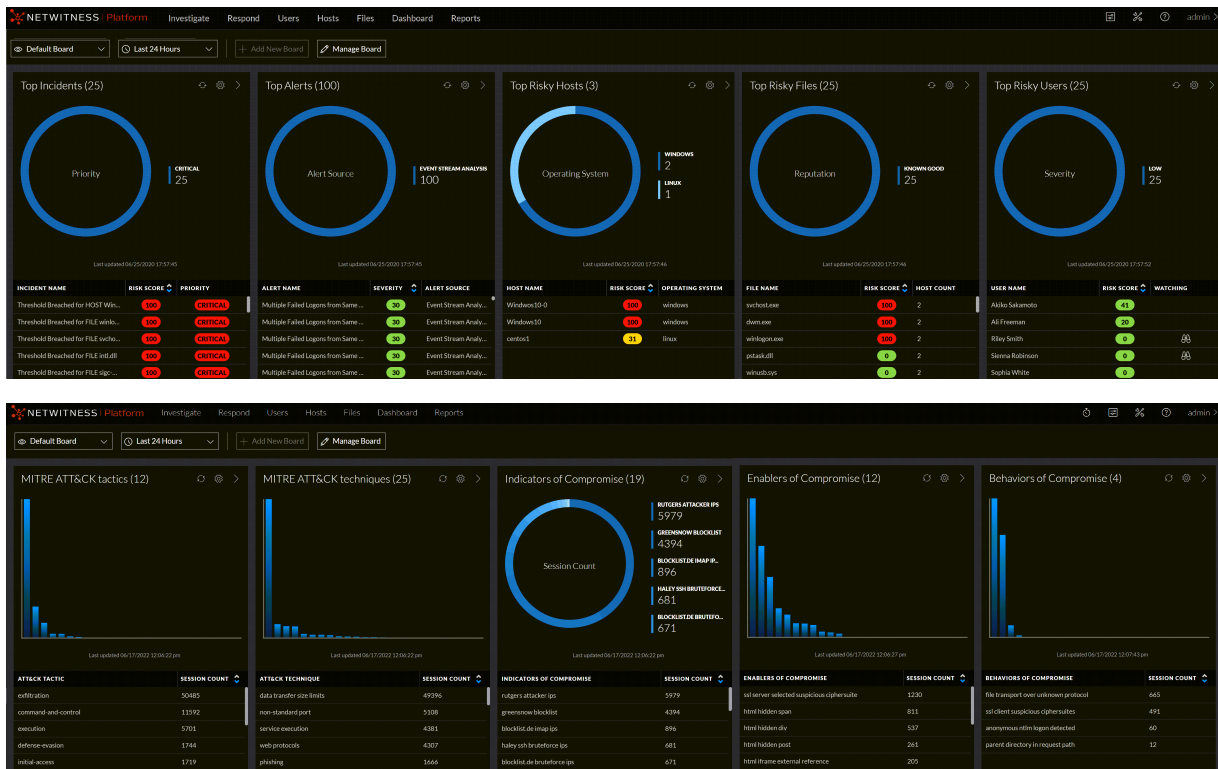 NETWITNESS Platform Investigate Respond Users Hosts Files Dashboard Reports admin
Default Board Last 24 Hours Add New Board Manage Board
Top Incidents (25)
Priority
CRITICAL
25
Last updated 06/25/2020 17:57:45
INCIDENT NAME RISK SCORE PRIORITY
Threshold Breached for HOST Win... 100 CRITICAL
Threshold Breached for FILE winlo... 100 CRITICAL
Threshold Breached for FILE svcho... 100 CRITICAL
Threshold Breached for FILE intl.dll 100 CRITICAL
Threshold Breached for FILE sigc-... 100 CRITICAL
Top Alerts (100)
Alert Source
EVENT STREAM ANALYSIS
100
Last updated 06/25/2020 17:57:45
ALERT NAME SEVERITY ALERT SOURCE
Multiple Failed Logons from Same ... 30 Event Stream Analy...
Multiple Failed Logons from Same ... 30 Event Stream Analy...
Multiple Failed Logons from Same ... 30 Event Stream Analy...
Multiple Failed Logons from Same ... 30 Event Stream Analy...
Multiple Failed Logons from Same ... 30 Event Stream Analy...
Top Risky Hosts (3)
Operating System
WINDOWS
2
LINUX
1
Last updated 06/25/2020 17:57:46
HOST NAME RISK SCORE OPERATING SYSTEM
Windwos10-0 100 windows
Windows10 100 windows
centos1 31 linux
Top Risky Files (25)
Reputation
KNOWN GOOD
25
Last updated 06/25/2020 17:57:46
FILE NAME RISK SCORE HOST COUNT
svchost.exe 100 2
dwm.exe 100 2
winlogon.exe 100 2
pstask.dll 0 2
winusb.sys 0 2
Top Risky Users (25)
Severity
LOW
25
Last updated 06/25/2020 17:57:52
USER NAME RISK SCORE WATCHING
Akiko Sakamoto 41
Ali Freeman 20
Riley Smith 0
Sienna Robinson 0
Sophia White 0
NETWITNESS Platform Investigate Respond Users Hosts Files Dashboard Reports admin
Default Board Last 24 Hours Add New Board Manage Board
MITRE ATT&CK tactics (12)
Last updated 06/17/2022 12:06:22 pm
ATT&CK TACTIC SESSION COUNT
exfiltration 50485
command-and-control 11592
execution 5701
defense-evasion 1744
initial-access 1719
MITRE ATT&CK techniques (25)
Last updated 06/17/2022 12:06:22 pm
ATT&CK TECHNIQUE SESSION COUNT
data transfer size limits 49396
non-standard port 5108
service execution 4381
web protocols 4307
phishing 1666
Indicators of Compromise (19)
Session Count
RUTGERS ATTACKER IPS
5979
GREENSNOW BLOCKLIST
4394
BLOCKLIST.DE IMAP IP...
896
HALEY SSH BRUTEFORCE...
681
BLOCKLIST.DE BRUTEFO...
671
Last updated 06/17/2022 12:06:22 pm
INDICATORS OF COMPROMISE SESSION COUNT
rutgers attacker ips 5979
greensnow blocklist 4394
blocklist.de imap ips 896
haley ssh bruteforce ips 681
blocklist.de bruteforce ips 671
Enablers of Compromise (12)
Last updated 06/17/2022 12:06:27 pm
ENABLERS OF COMPROMISE SESSION COUNT
ssl server selected suspicious ciphersuite 1230
html hidden span 811
html hidden div 537
html hidden post 261
html iframe external reference 205
Behaviors of Compromise (4)
Last updated 06/17/2022 12:07:43 pm
BEHAVIORS OF COMPROMISE SESSION COUNT
file transport over unknown protocol 665
ssl client suspicious ciphersuites 491
anonymous ntlm logon detected 60
parent directory in request path 12